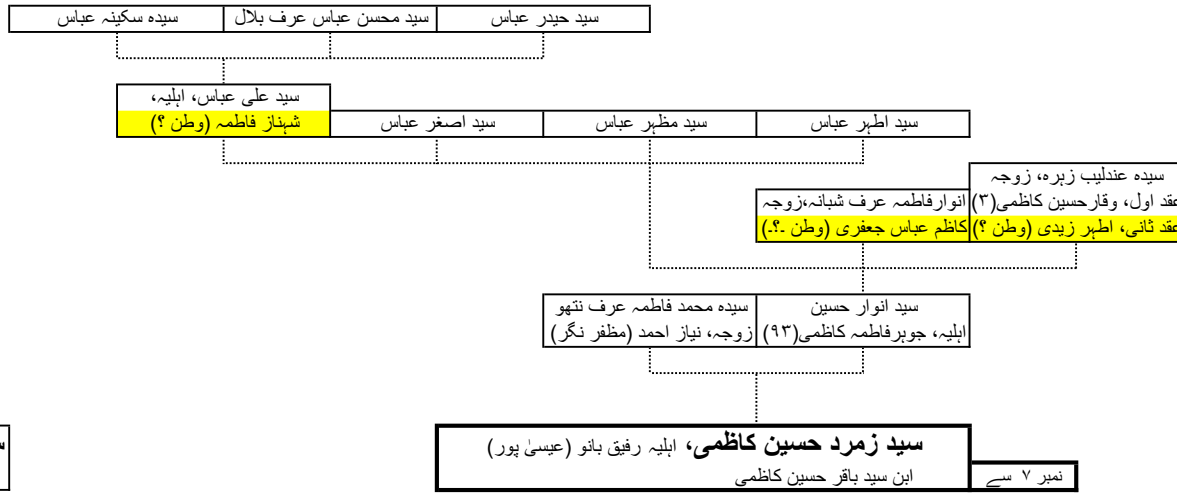 سید حیدر عباس
سید محسن عباس عرف بلال
سیدہ سکینہ عباس
سید علی عباس، اہلیہ،
شہناز فاطمہ (وطن ؟)
سید اطہر عباس
سید مظہر عباس
سید اصغر عباس
سیدہ عندلیب زہرہ، زوجہ
عقد اول، وقارحسین کاظمی(۳)
عقد ثانی، اطہر زیدی (وطن ؟)
انوارفاطمہ عرف شبانہ،زوجہ
کاظم عباس جعفری (وطن ۔؟۔)
سید انوار حسین
اہلیہ، جوہرفاطمہ کاظمی(۹۳)
سیدہ محمد فاطمہ عرف نتھو
زوجہ، نیاز احمد (مظفر نگر)
سید زمرد حسین کاظمی، اہلیہ رفیق بانو (عیسیٰ پور)
ابن سید باقر حسین کاظمی
نمبر ۷ سے